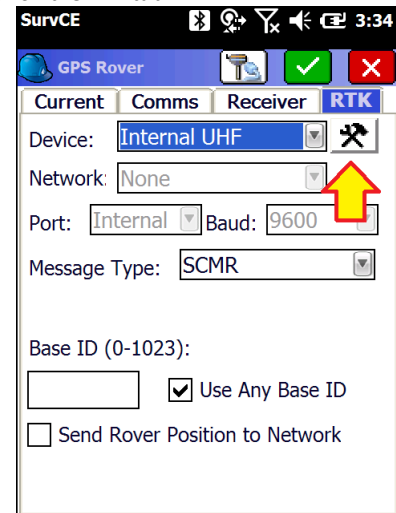 SurvCE 3:34
GPS Rover
Current Comms Receiver RTK
Device: Internal UHF
Network: None
Port: Internal Baud: 9600
Message Type: SCMR
Base ID (0-1023):
Use Any Base ID
Send Rover Position to Network